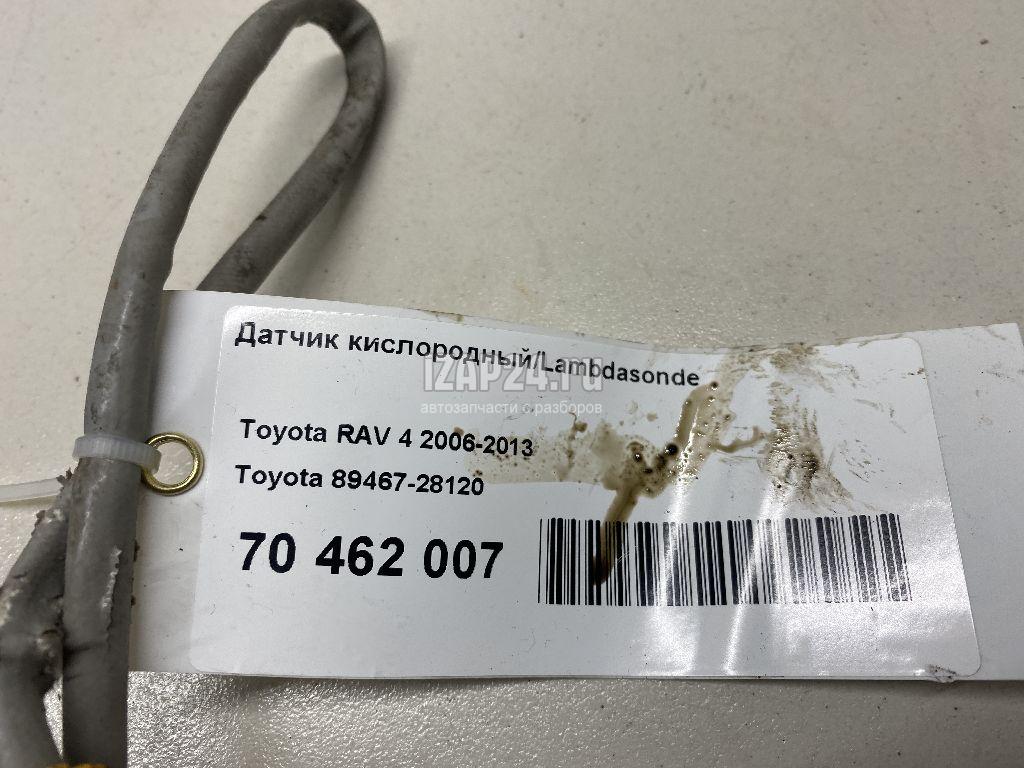 Датчик кислородный/Lambdasonde
IZAP24.ru
автозапчасти с разборов
Toyota RAV 4 2006-2013
Toyota 89467-28120
70 462 007